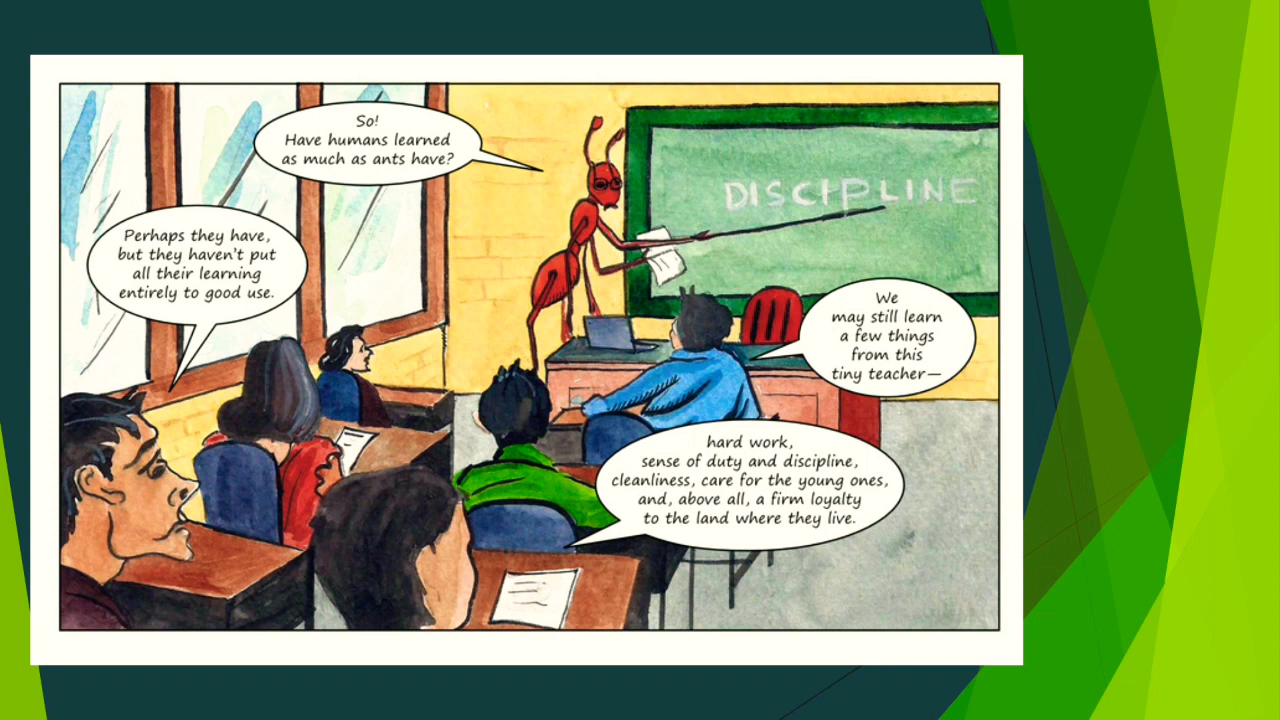 So!
Have humans learned
as much as ants have?
DISCIPLINE
Perhaps they have,
but they haven't put
all their learning
entirely to good use.
We
may still learn
a few things
from this
tiny teacher—
hard work,
sense of duty and discipline,
cleanliness, care for the young ones,
and, above all, a firm loyalty
to the land where they live.